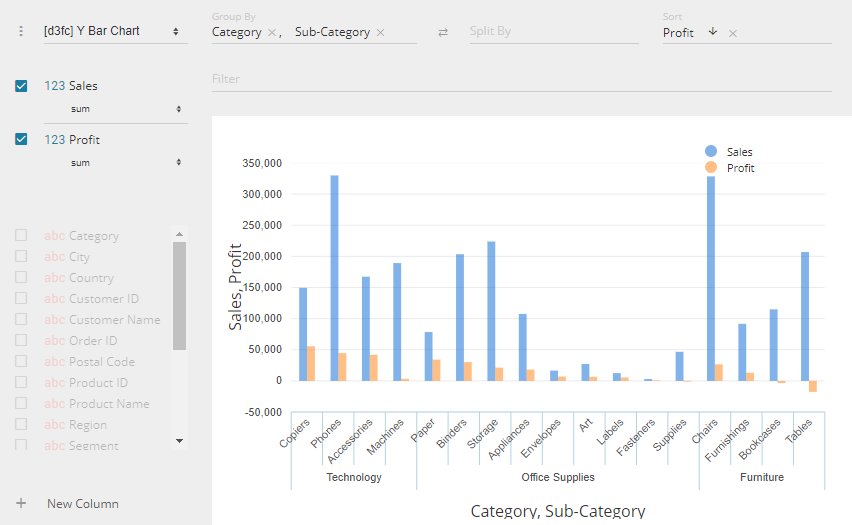 [d3fc] Y Bar Chart
123 Sales
sum
123 Profit
sum
abc Category
abc City
abc Country
abc Customer ID
abc Customer Name
abc Order ID
abc Postal Code
abc Product ID
abc Product Name
abc Region
abc Segment
New Column
Group By
Category × , Sub-Category ×
Split By
Sort
Profit ↓ ×
Filter
Sales
Profit
Sales, Profit
350,000
300,000
250,000
200,000
150,000
100,000
50,000
0
-50,000
Copiers
Phones
Accessories
Machines
Paper
Binders
Storage
Appliances
Envelopes
Art
Labels
Fasteners
Supplies
Chairs
Furnishings
Bookcases
Tables
Technology
Office Supplies
Furniture
Category, Sub-Category